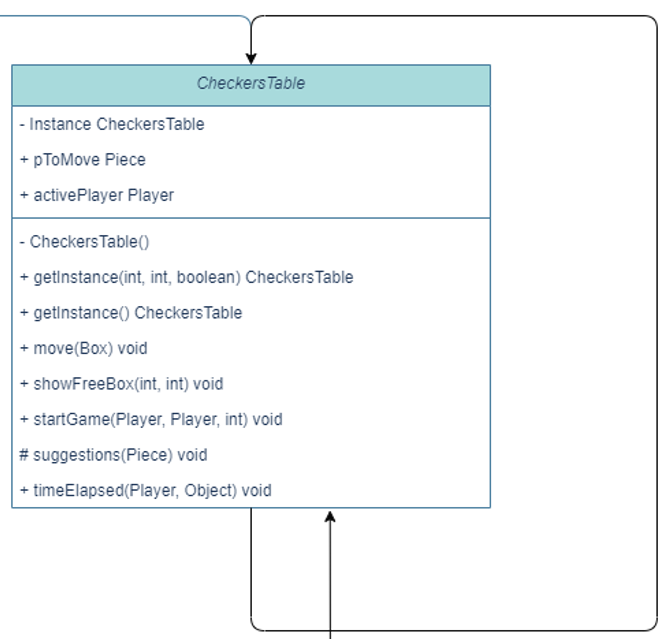 CheckersTable
- Instance CheckersTable
+ pToMove Piece
+ activePlayer Player
- CheckersTable()
+ getInstance(int, int, boolean) CheckersTable
+ getInstance() CheckersTable
+ move(Box) void
+ showFreeBox(int, int) void
+ startGame(Player, Player, int) void
# suggestions(Piece) void
+ timeElapsed(Player, Object) void